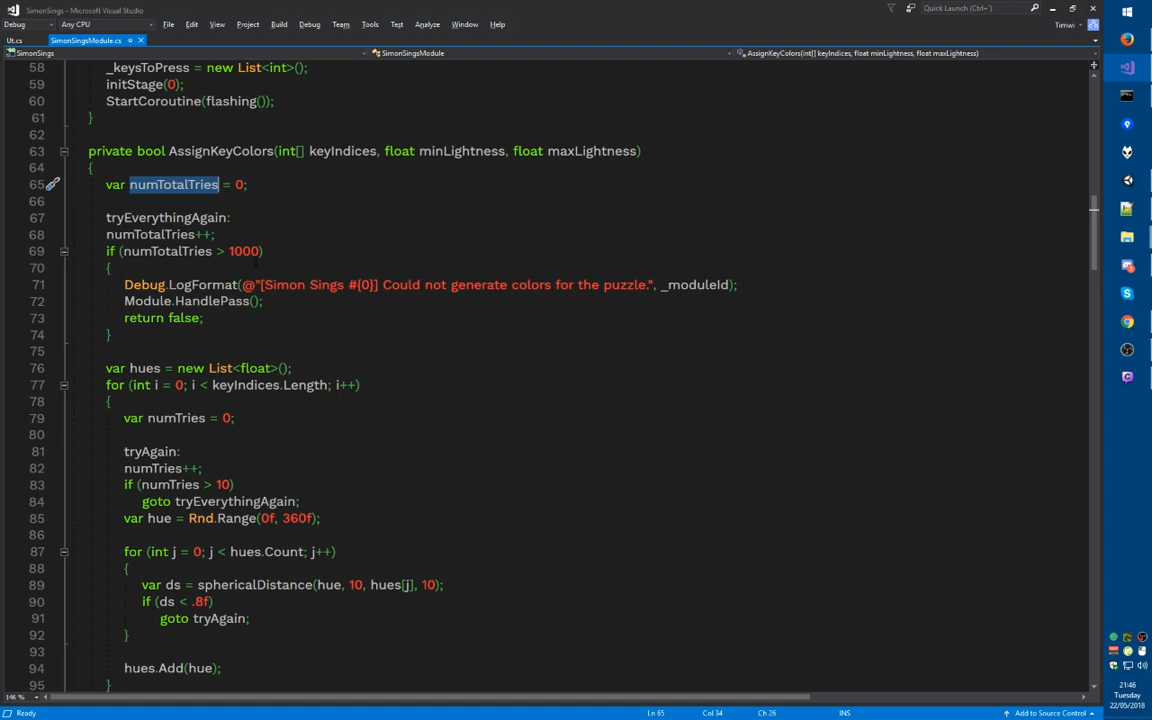 SimonSings - Microsoft Visual Studio
Quick Launch (Ctrl+')
Debug
Any CPU
File Edit View Project Build Debug Team Tools Test Analyze Window Help
Timwi
Ut.cs SimonSingsModule.cs
SimonSings SimonSingsModule AssignKeyColors(int[] keyIndices, float minLightness, float maxLightness)
58 _keysToPress = new List<int>();
59 initStage(0);
60 StartCoroutine(flashing());
61 }
62
63 private bool AssignKeyColors(int[] keyIndices, float minLightness, float maxLightness)
64 {
65 var numTotalTries = 0;
66
67 tryEverythingAgain:
68 numTotalTries++;
69 if (numTotalTries > 1000)
70 {
71 Debug.LogFormat(@"[Simon Sings #{0}] Could not generate colors for the puzzle.", _moduleId);
72 Module.HandlePass();
73 return false;
74 }
75
76 var hues = new List<float>();
77 for (int i = 0; i < keyIndices.Length; i++)
78 {
79 var numTries = 0;
80
81 tryAgain:
82 numTries++;
83 if (numTries > 10)
84 goto tryEverythingAgain;
85 var hue = Rnd.Range(0f, 360f);
86
87 for (int j = 0; j < hues.Count; j++)
88 {
89 var ds = sphericalDistance(hue, 10, hues[j], 10);
90 if (ds < .8f)
91 goto tryAgain;
92 }
93
94 hues.Add(hue);
95 }
146 %
Ready Ln 65 Col 34 Ch 26 INS Add to Source Control
21:46
Tuesday
22/05/2018